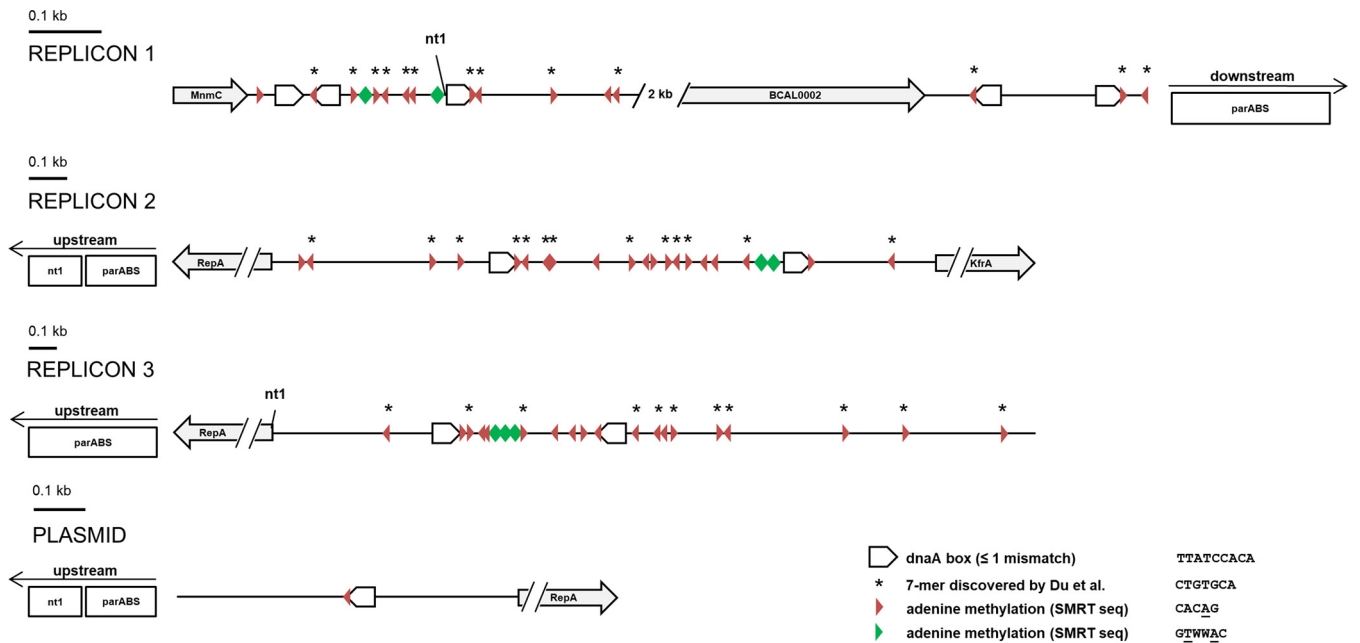 0.1 kb
REPLICON 1
nt1
* * * * * * * * * * * * * *
MnmC
2 kb
BCAL0002
downstream
parABS
0.1 kb
REPLICON 2
upstream
* * * * * * * * * * * * *
nt1
parABS
RepA
KfrA
0.1 kb
REPLICON 3
nt1
upstream
* * * * * * * * * * * *
parABS
RepA
0.1 kb
PLASMID
upstream
nt1
parABS
RepA
dnaA box (≤ 1 mismatch) TTATCCACA
* 7-mer discovered by Du et al. CTGTGCA
adenine methylation (SMRT seq) CACAG
adenine methylation (SMRT seq) GTWWAC